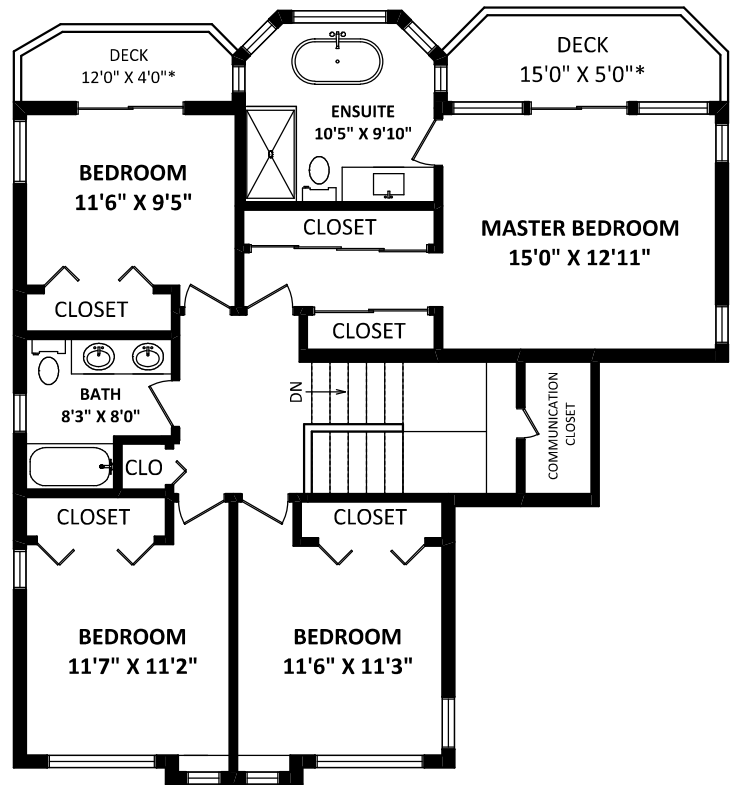 DECK
12'0" X 4'0"*
DECK
15'0" X 5'0"*
ENSUITE
10'5" X 9'10"
BEDROOM
11'6" X 9'5"
CLOSET
MASTER BEDROOM
15'0" X 12'11"
CLOSET
CLOSET
BATH
8'3" X 8'0"
DN
COMMUNICATION
CLOSET
CLO
CLOSET
CLOSET
BEDROOM
11'7" X 11'2"
BEDROOM
11'6" X 11'3"